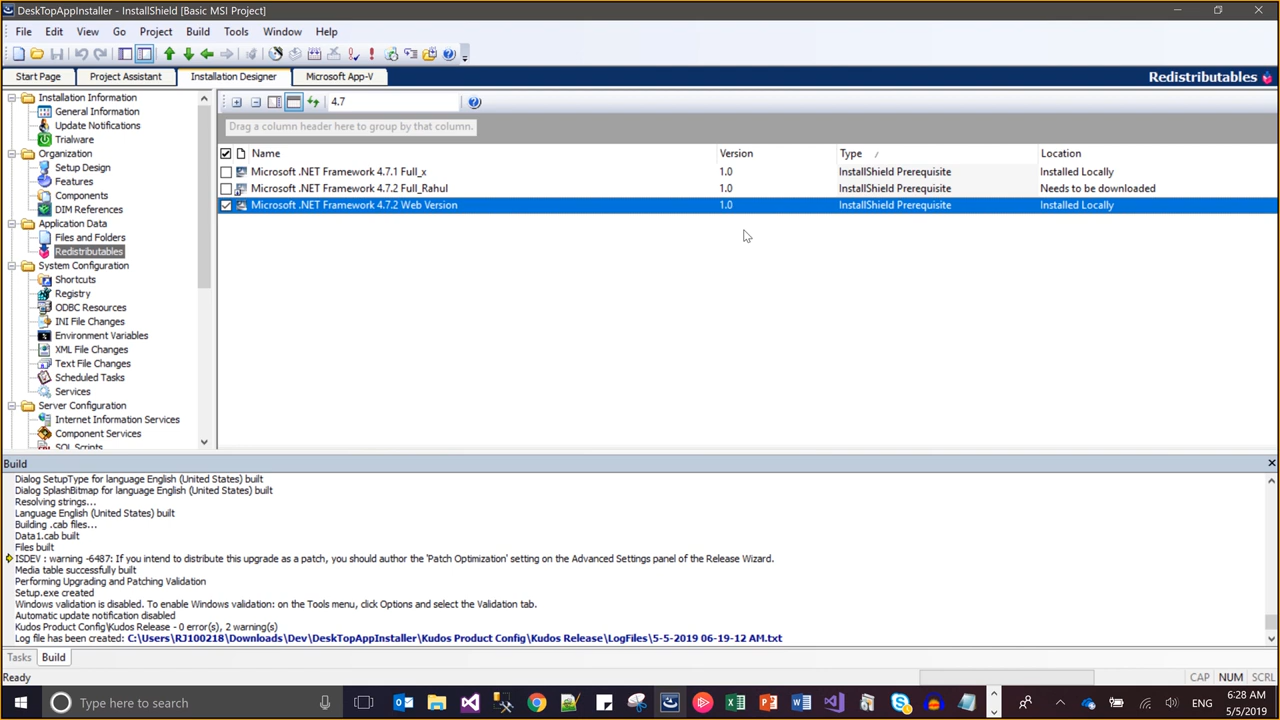 DeskTopAppInstaller - InstallShield [Basic MSI Project]
File Edit View Go Project Build Tools Window Help
Start Page Project Assistant Installation Designer Microsoft App-V Redistributables
Installation Information
General Information
Update Notifications
Trialware
Organization
Setup Design
Features
Components
DIM References
Application Data
Files and Folders
Redistributables
System Configuration
Shortcuts
Registry
ODBC Resources
INI File Changes
Environment Variables
XML File Changes
Text File Changes
Scheduled Tasks
Services
Server Configuration
Internet Information Services
Component Services
SQL Scripts
4.7
Drag a column header here to group by that column.
Name Version Type Location
Microsoft .NET Framework 4.7.1 Full_x 1.0 InstallShield Prerequisite Installed Locally
Microsoft .NET Framework 4.7.2 Full_Rahul 1.0 InstallShield Prerequisite Needs to be downloaded
Microsoft .NET Framework 4.7.2 Web Version 1.0 InstallShield Prerequisite Installed Locally
Build
Dialog SetupType for language English (United States) built
Dialog SplashBitmap for language English (United States) built
Resolving strings...
Language English (United States) built
Building .cab files...
Data1.cab built
Files built
ISDEV : warning -6487: If you intend to distribute this upgrade as a patch, you should author the 'Patch Optimization' setting on the Advanced Settings panel of the Release Wizard.
Media table successfully built
Performing Upgrading and Patching Validation
Setup.exe created
Windows validation is disabled. To enable Windows validation: on the Tools menu, click Options and select the Validation tab.
Automatic update notification disabled
Kudos Product Config\Kudos Release - 0 error(s), 2 warning(s)
Log file has been created: C:\Users\RJ100218\Downloads\Dev\DeskTopAppInstaller\Kudos Product Config\Kudos Release\LogFiles\5-5-2019 06-19-12 AM.txt
Tasks Build
Ready CAP NUM SCRL
Type here to search ENG 6:28 AM
5/5/2019